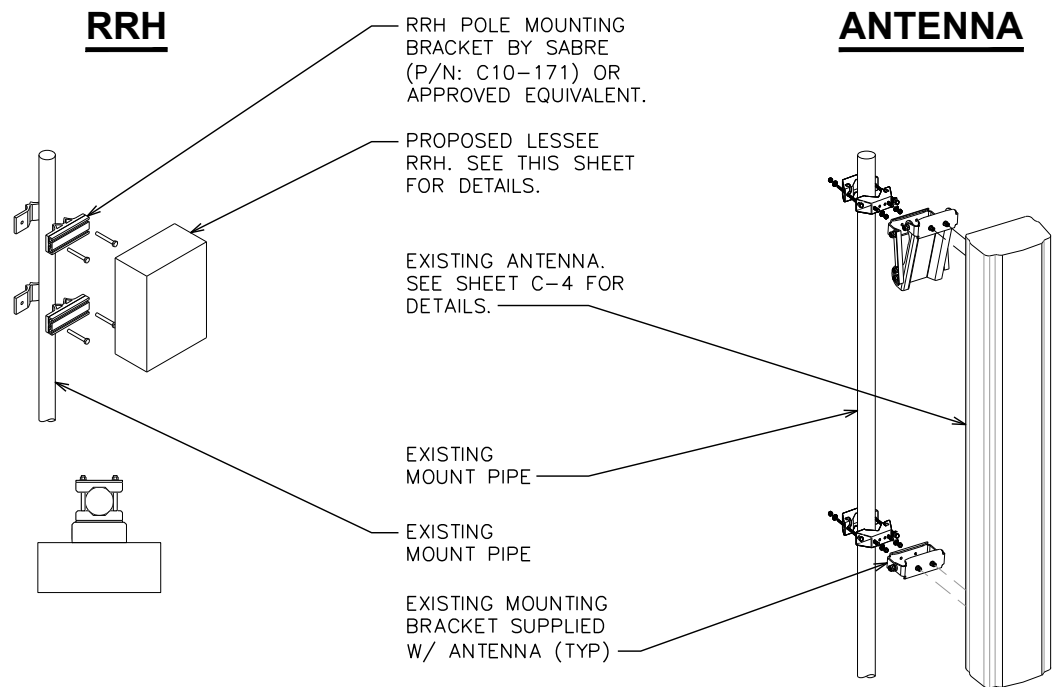 RRH
ANTENNA
RRH POLE MOUNTING
BRACKET BY SABRE
(P/N: C10-171) OR
APPROVED EQUIVALENT.
PROPOSED LESSEE
RRH. SEE THIS SHEET
FOR DETAILS.
EXISTING ANTENNA.
SEE SHEET C-4 FOR
DETAILS.
EXISTING
MOUNT PIPE
EXISTING
MOUNT PIPE
EXISTING MOUNTING
BRACKET SUPPLIED
W/ ANTENNA (TYP)